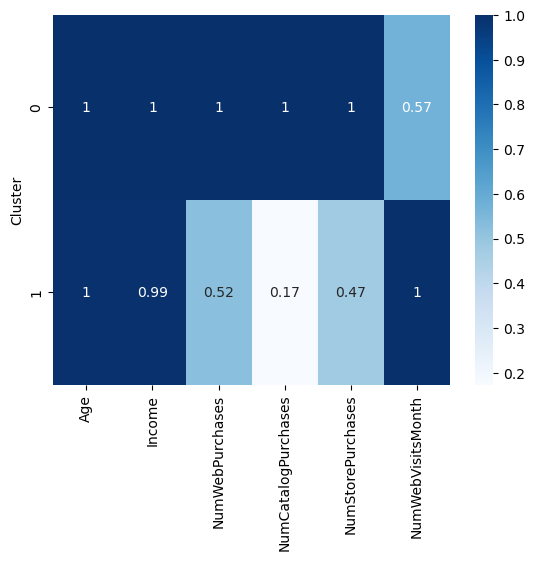 Cluster
0
1 1 1 1 1 0.57
1
1 0.99 0.52 0.17 0.47 1
Age
Income
NumWebPurchases
NumCatalogPurchases
NumStorePurchases
NumWebVisitsMonth
1.0
0.9
0.8
0.7
0.6
0.5
0.4
0.3
0.2